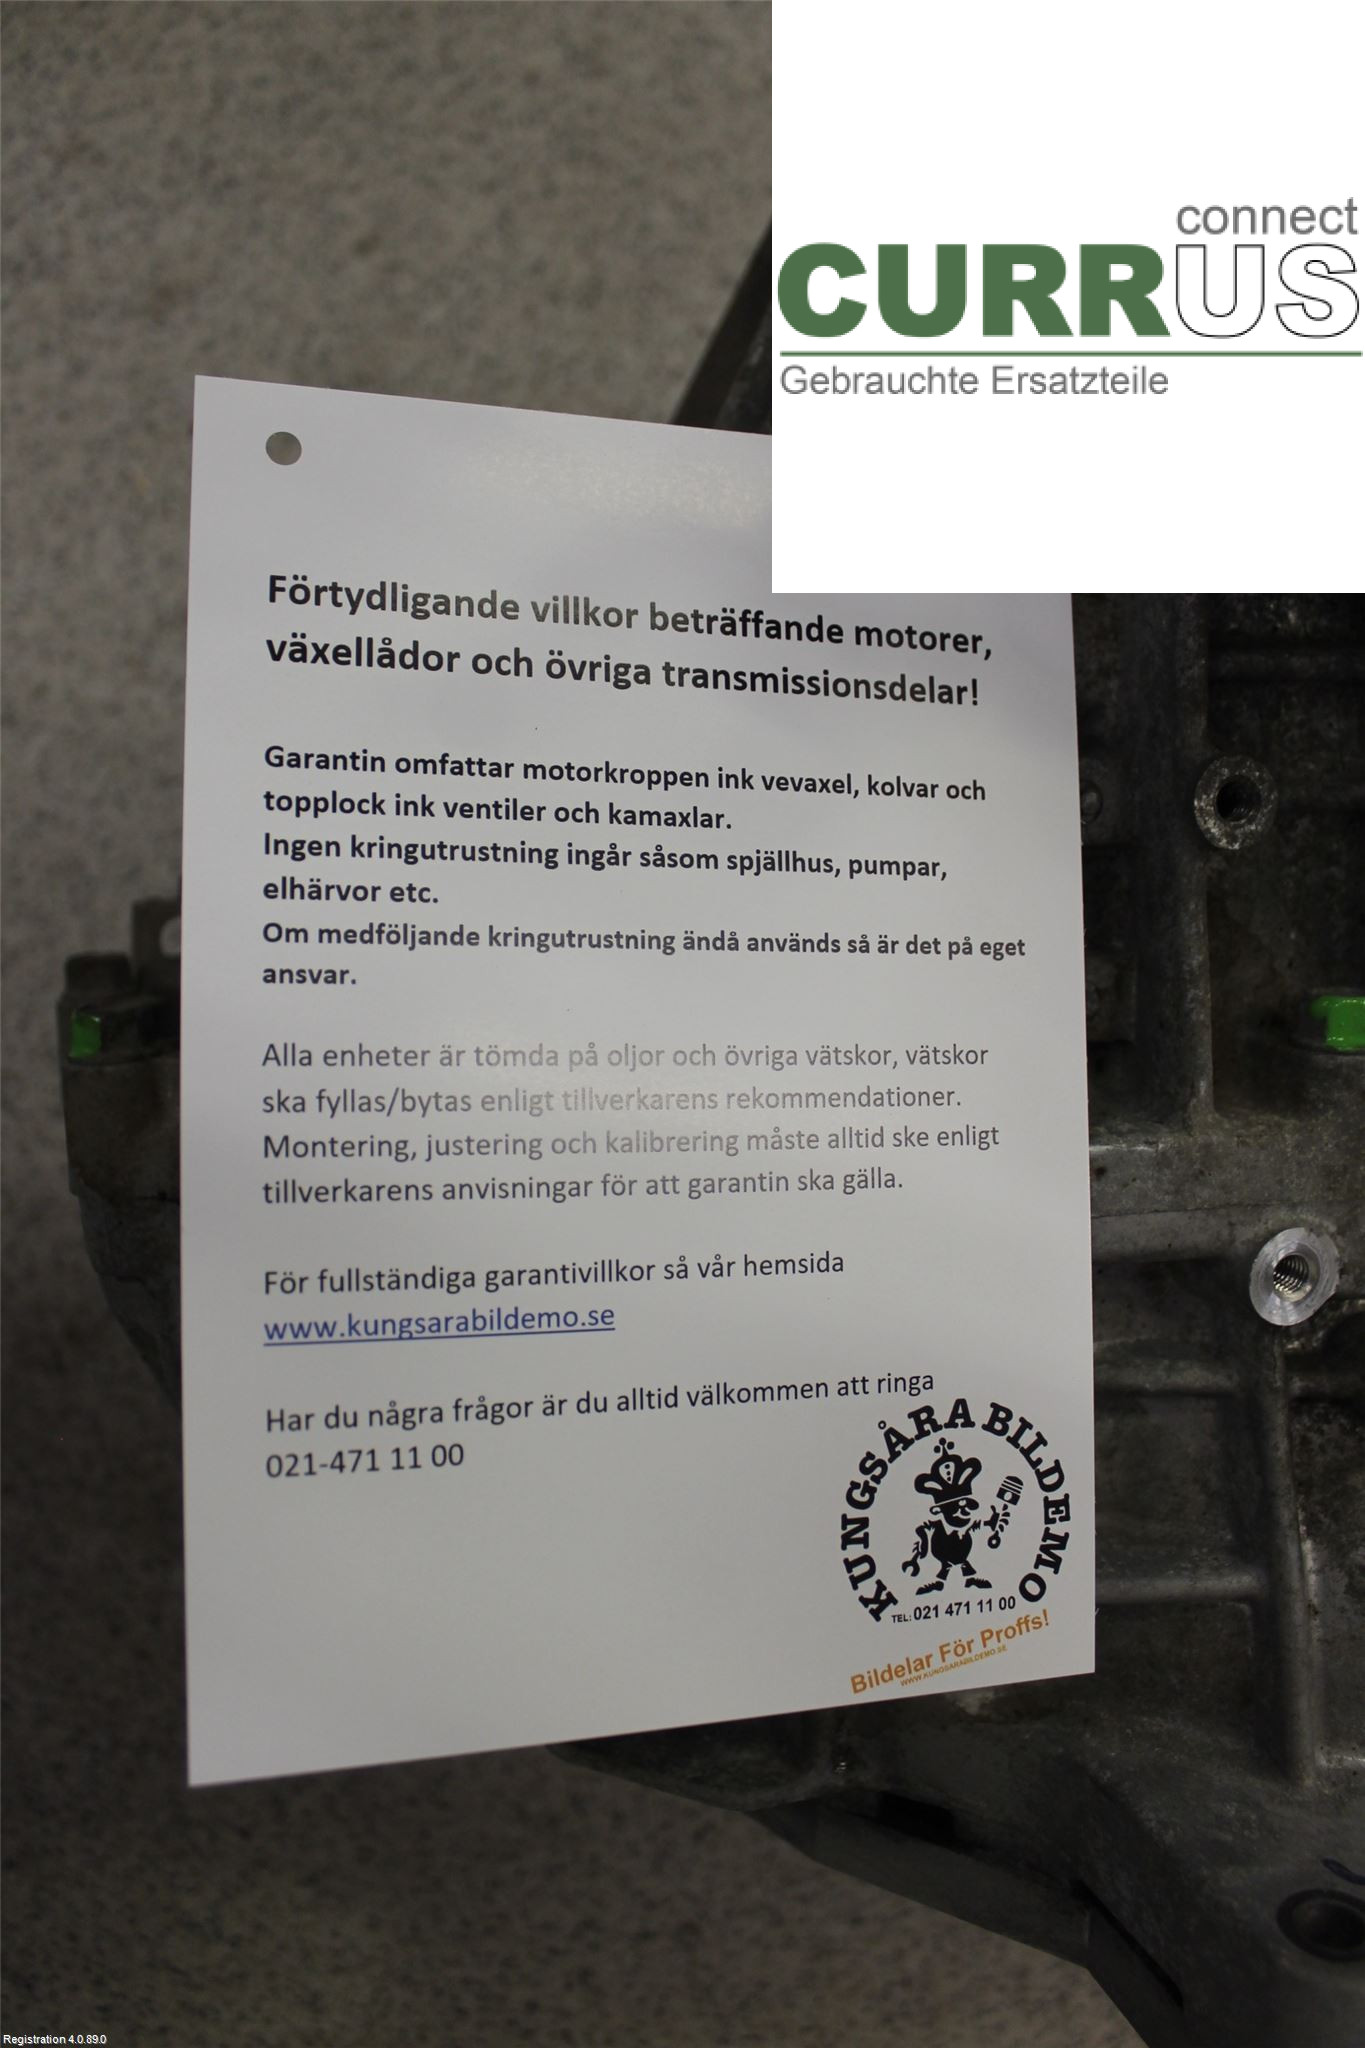 connect
CURRUS
Gebrauchte Ersatzteile
Förtydligande villkor beträffande motorer,
växellådor och övriga transmissionsdelar!
Garantin omfattar motorkroppen ink vevaxel, kolvar och
topplock ink ventiler och kamaxlar.
Ingen kringutrustning ingår såsom spjällhus, pumpar,
elhärvor etc.
Om medföljande kringutrustning ändå används så är det på eget
ansvar.
Alla enheter är tömda på oljor och övriga vätskor, vätskor
ska fyllas/bytas enligt tillverkarens rekommendationer.
Montering, justering och kalibrering måste alltid ske enligt
tillverkarens anvisningar för att garantin ska gälla.
För fullständiga garantivillkor så vår hemsida
www.kungsarabildemo.se
Har du några frågor är du alltid välkommen att ringa
021-471 11 00
KUNGSÅRA BILDEMO
TEL: 021 471 11 00
Bildelar För Proffs!
WWW.KUNGSARABILDEMO.SE
Registration 4.0.89.0